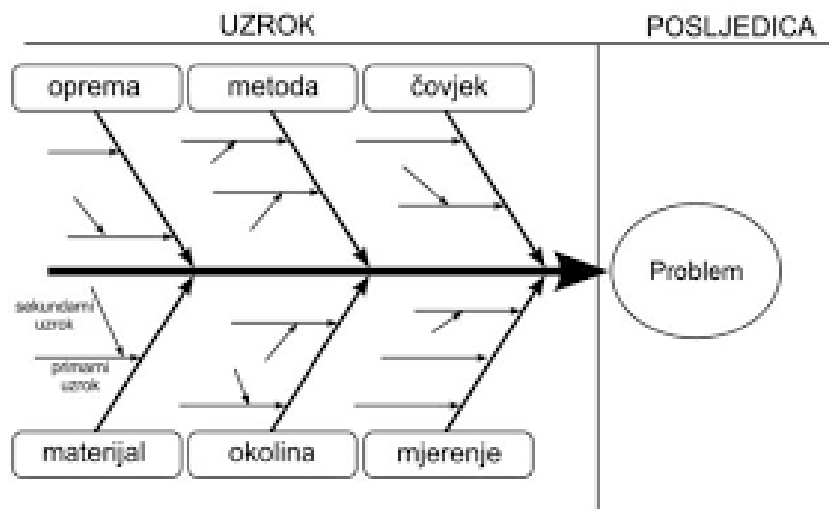 UZROK
POSLJEDICA
oprema
metoda
čovjek
Problem
sekundarni
uzrok
primarni
uzrok
materijal
okolina
mjerenje